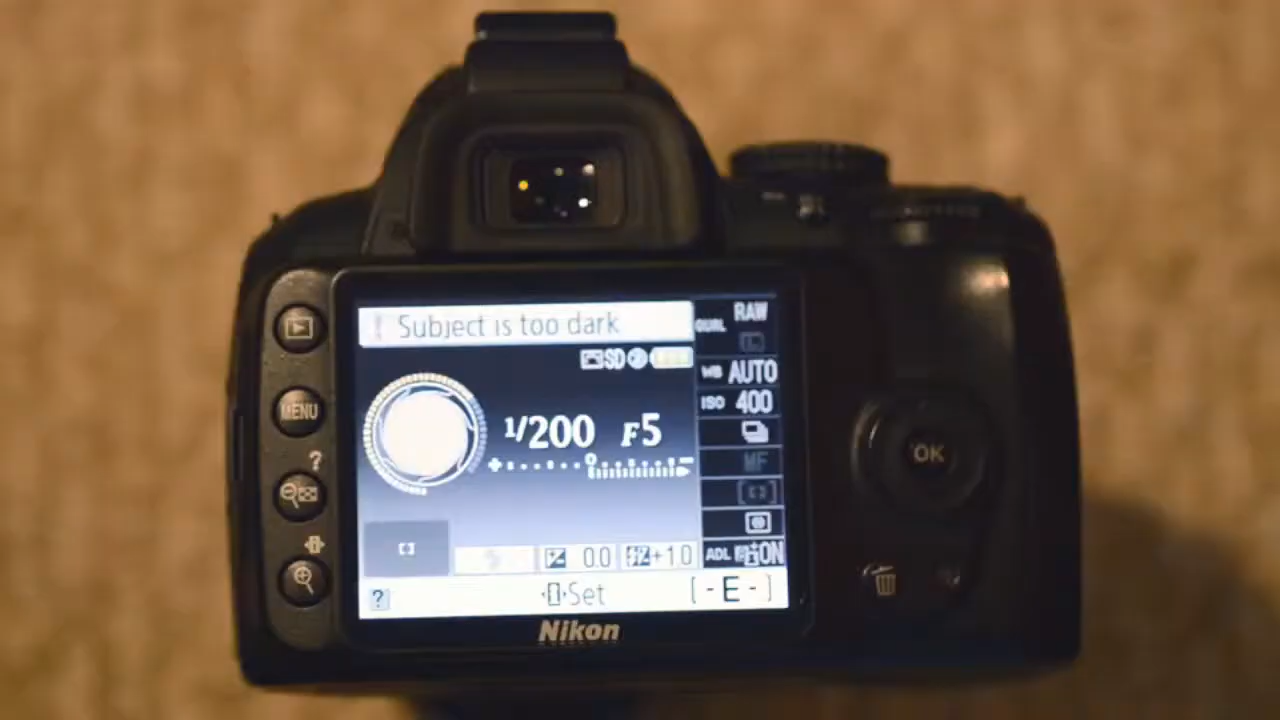 Subject is too dark
SD
1/200 F5
0.0 +1.0
? Set [-E-]
QUAL RAW
WB AUTO
ISO 400
MF
ADL ON
MENU
?
OK
Nikon